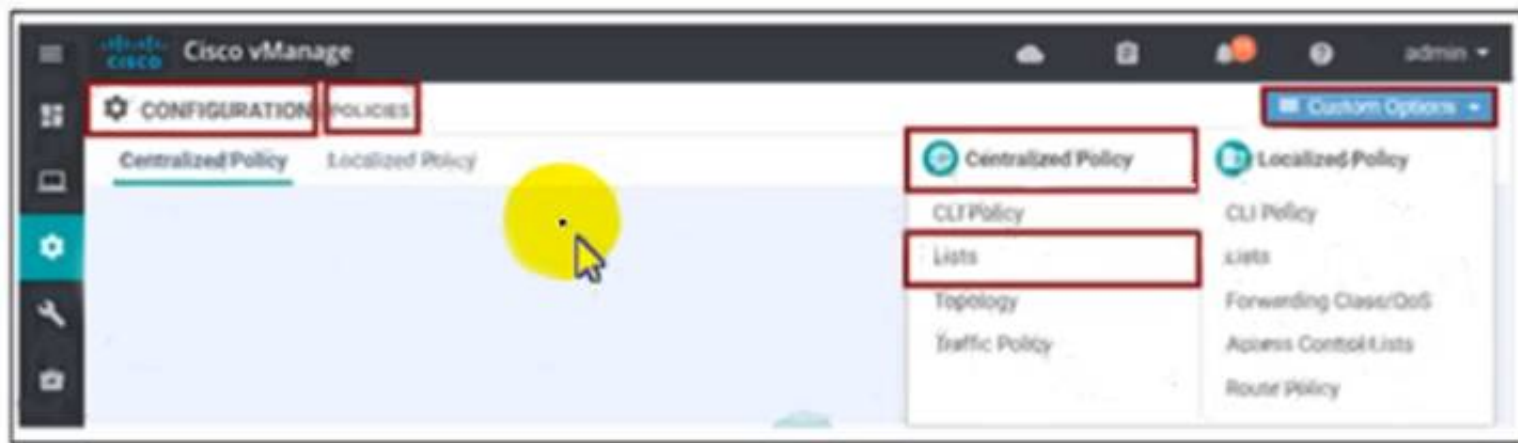 CISCO Cisco vManage admin
CONFIGURATION POLICIES Custom Options
Centralized Policy Localized Policy
Centralized Policy
CLI Policy
Lists
Topology
Traffic Policy
Localized Policy
CLI Policy
Lists
Forwarding Class/QoS
Access Control Lists
Route Policy